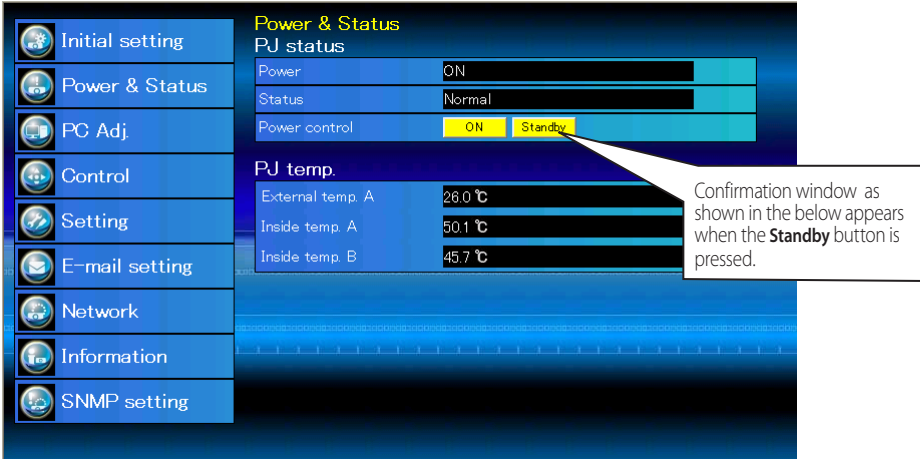 Initial setting
Power & Status
PC Adj.
Control
Setting
E-mail setting
Network
Information
SNMP setting
Power & Status
PJ status
Power ON
Status Normal
Power control ON Standby
PJ temp.
External temp. A 26.0 ℃
Inside temp. A 50.1 ℃
Inside temp. B 45.7 ℃
Confirmation window as
shown in the below appears
when the Standby button is
pressed.